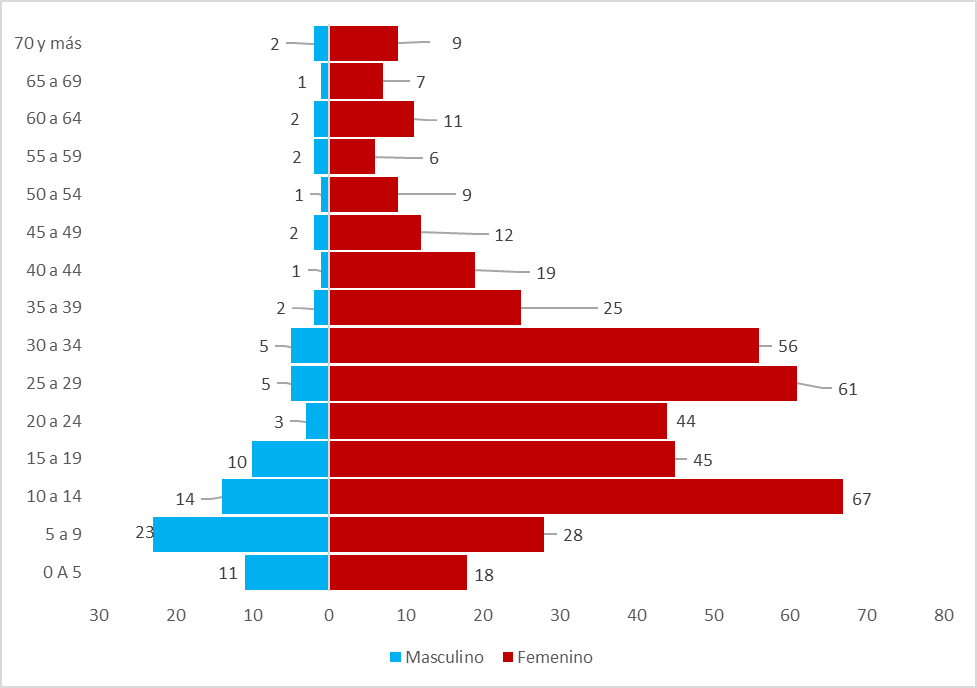 70 y más 2 9
65 a 69 1 7
60 a 64 2 11
55 a 59 2 6
50 a 54 1 9
45 a 49 2 12
40 a 44 1 19
35 a 39 2 25
30 a 34 5 56
25 a 29 5 61
20 a 24 3 44
15 a 19 10 45
10 a 14 14 67
5 a 9 23 28
0 A 5 11 18
30 20 10 0 10 20 30 40 50 60 70 80
Masculino Femenino